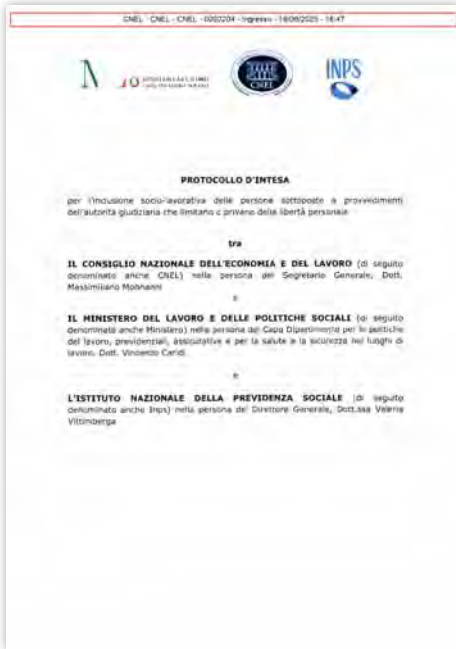 CNEL - CNEL - CNEL - 0002204 - Ingresso - 16/06/2025 - 16:47
CNEL
INPS
PROTOCOLLO D'INTESA
per l'inclusione socio-lavorativa delle persone sottoposte a provvedimenti
dell'autorità giudiziaria che limitano o privano della libertà personale
tra
IL CONSIGLIO NAZIONALE DELL'ECONOMIA E DEL LAVORO (di seguito
denominato anche CNEL) nella persona del Segretario Generale, Dott.
Massimiliano
e
IL MINISTERO DEL LAVORO E DELLE POLITICHE SOCIALI (di seguito
denominato anche Ministero) nella persona del Capo Dipartimento per le politiche
del lavoro, previdenziali, assicurative e per la salute e la sicurezza nei luoghi di
lavoro, Dott. Vincenzo Caridi
e
L'ISTITUTO NAZIONALE DELLA PREVIDENZA SOCIALE (di seguito
denominato anche Inps) nella persona del Direttore Generale, Dott.ssa Valeria
Vittimberga